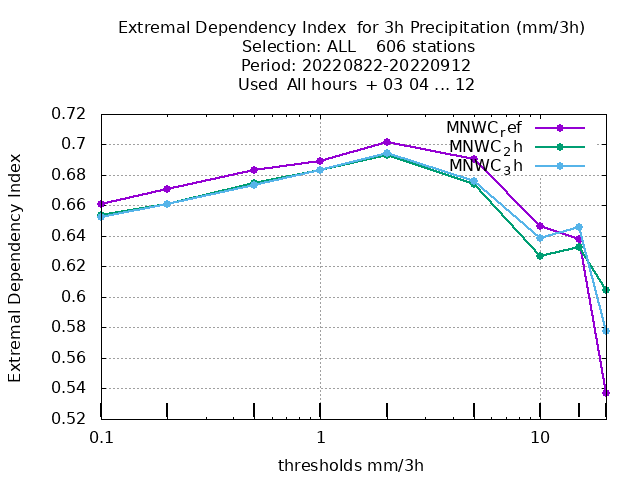 Extremal Dependency Index  for 3h Precipitation (mm/3h)
Selection: ALL    606 stations
Period: 20220822-20220912
Used  All hours  + 03 04 ... 12
0.72
0.7
0.68
0.66
0.64
0.62
0.6
0.58
0.56
0.54
0.52
Extremal Dependency Index
MNWC_ref
MNWC_2h
MNWC_3h
0.1
1
10
thresholds mm/3h